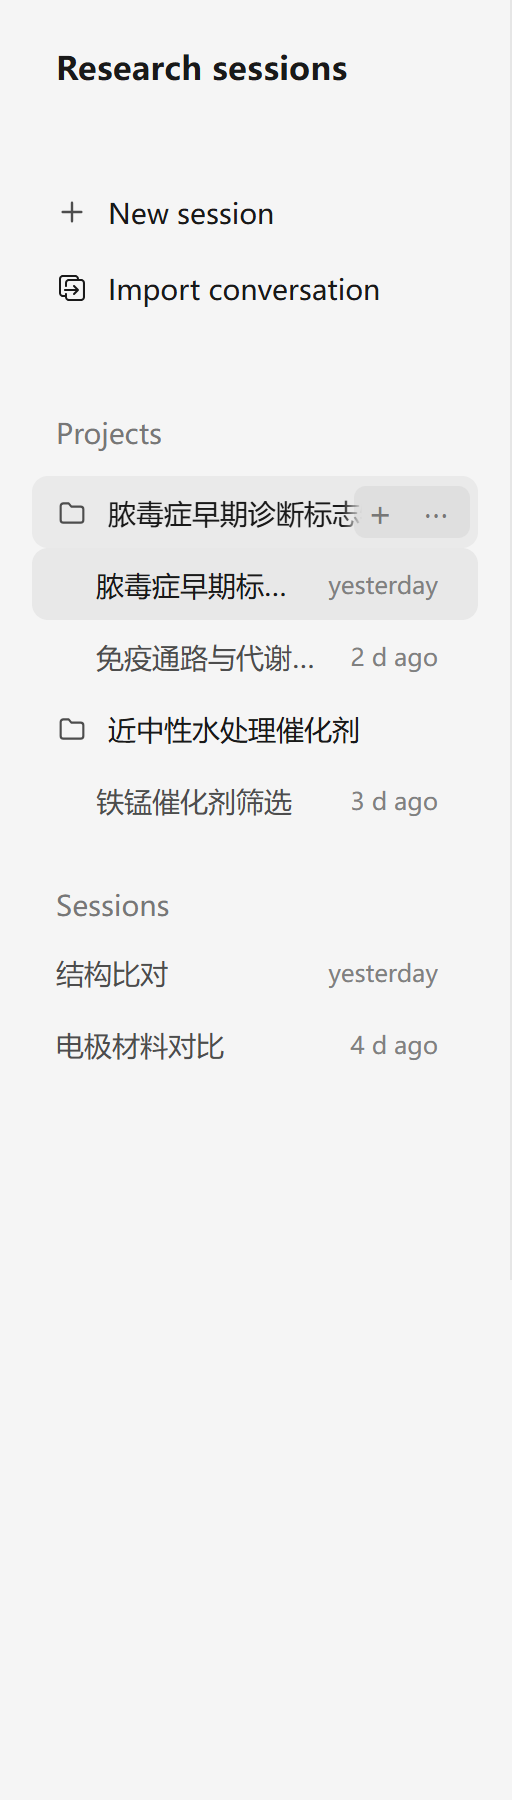 Research sessions
New session
Import conversation
Projects
脓毒症早期诊断标志
脓毒症早期标... yesterday
免疫通路与代谢... 2 d ago
近中性水处理催化剂
铁锰催化剂筛选 3 d ago
Sessions
结构比对 yesterday
电极材料对比 4 d ago